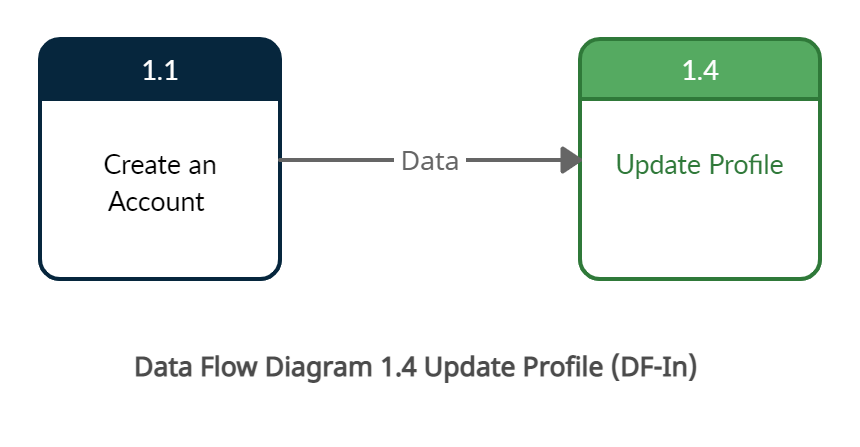 1.1
Create an
Account
Data
1.4
Update Profile
Data Flow Diagram 1.4 Update Profile (DF-In)